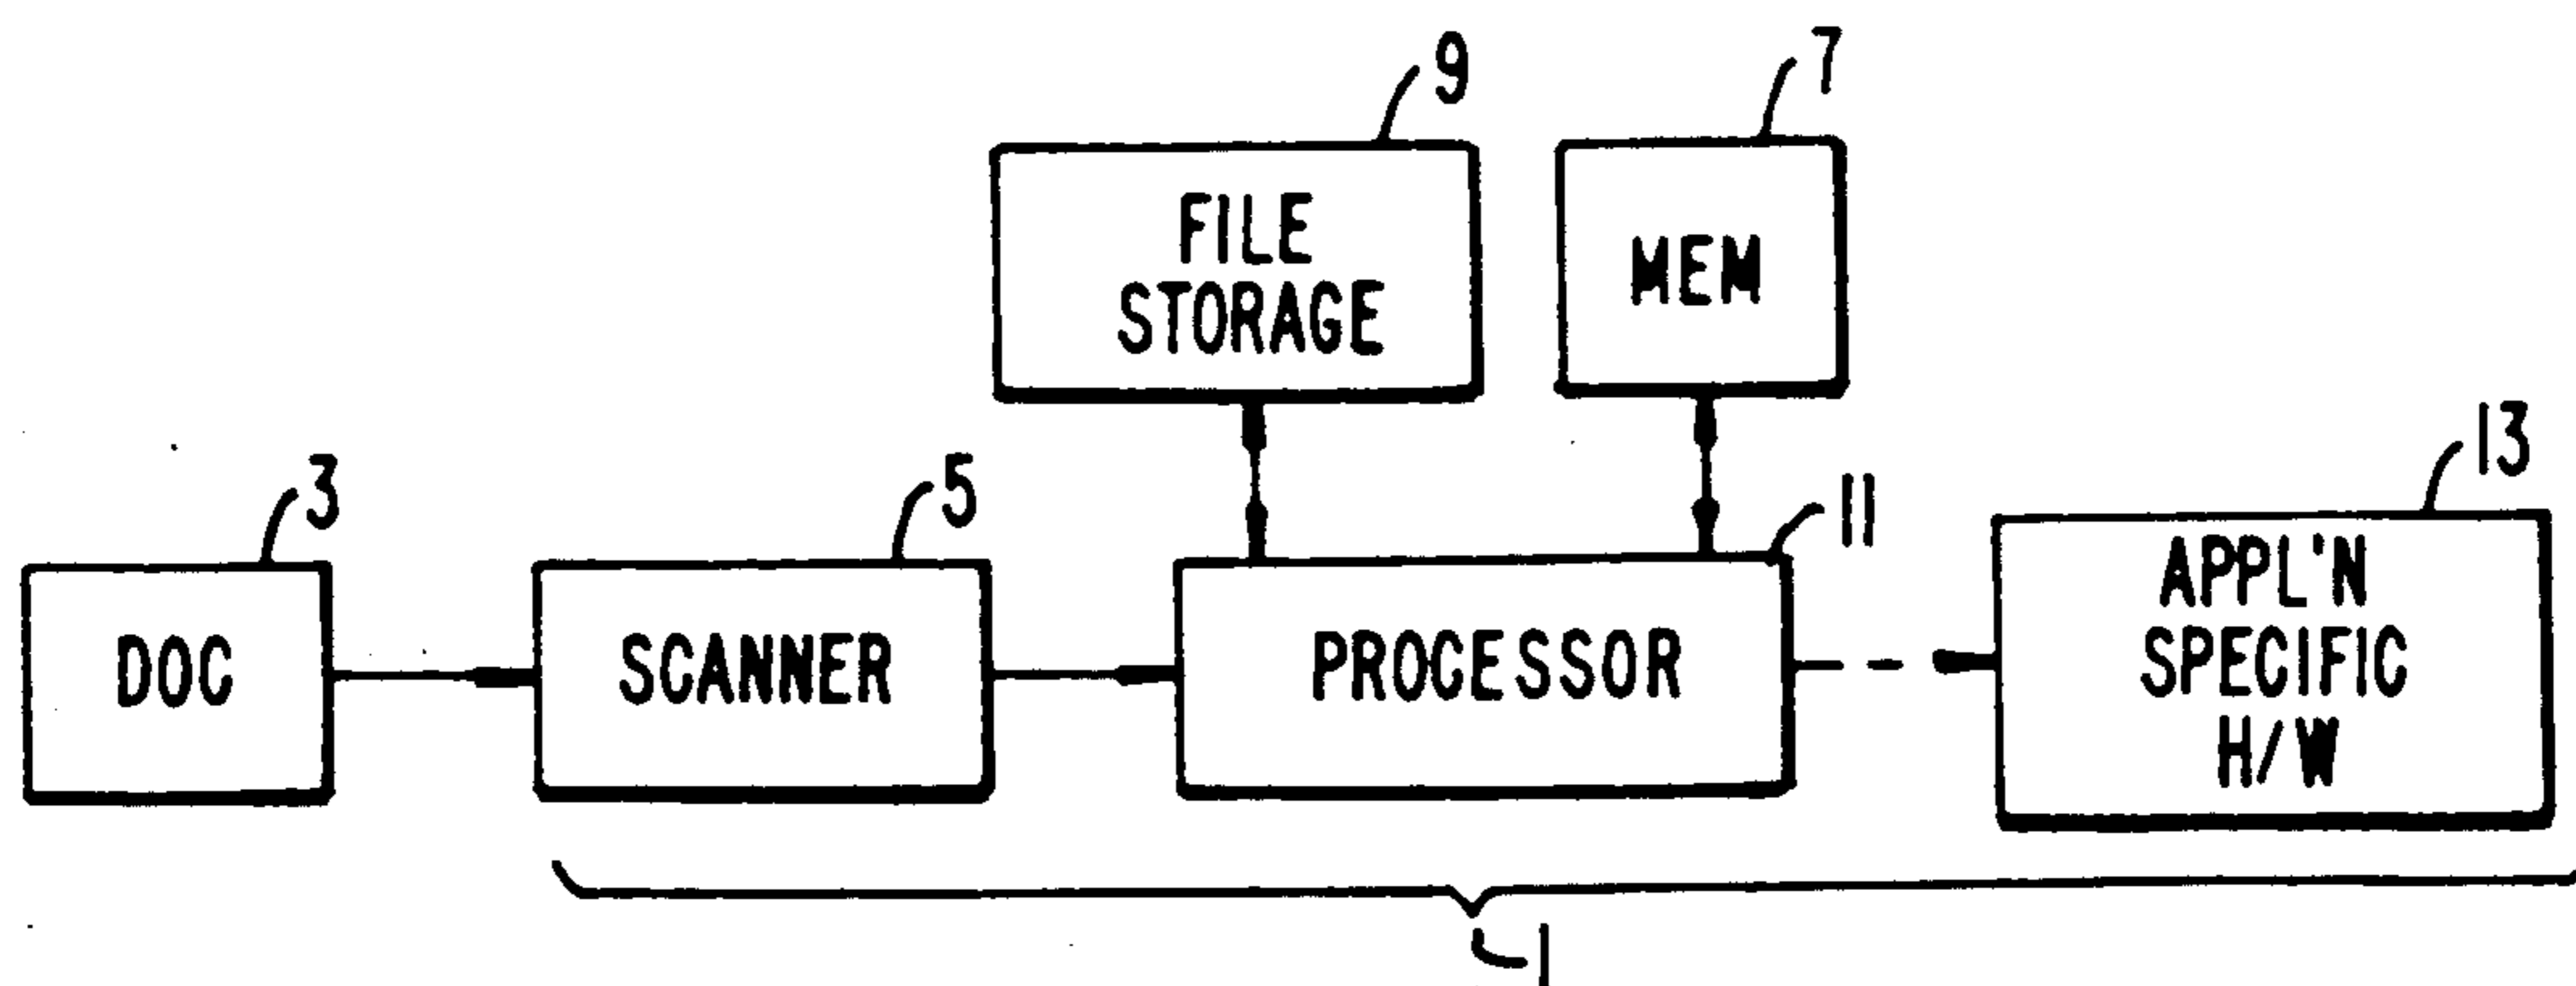 9
7
FILE
STORAGE
MEM
3
5
11
13
DOC
SCANNER
PROCESSOR
APPL'N
SPECIFIC
H/W
1